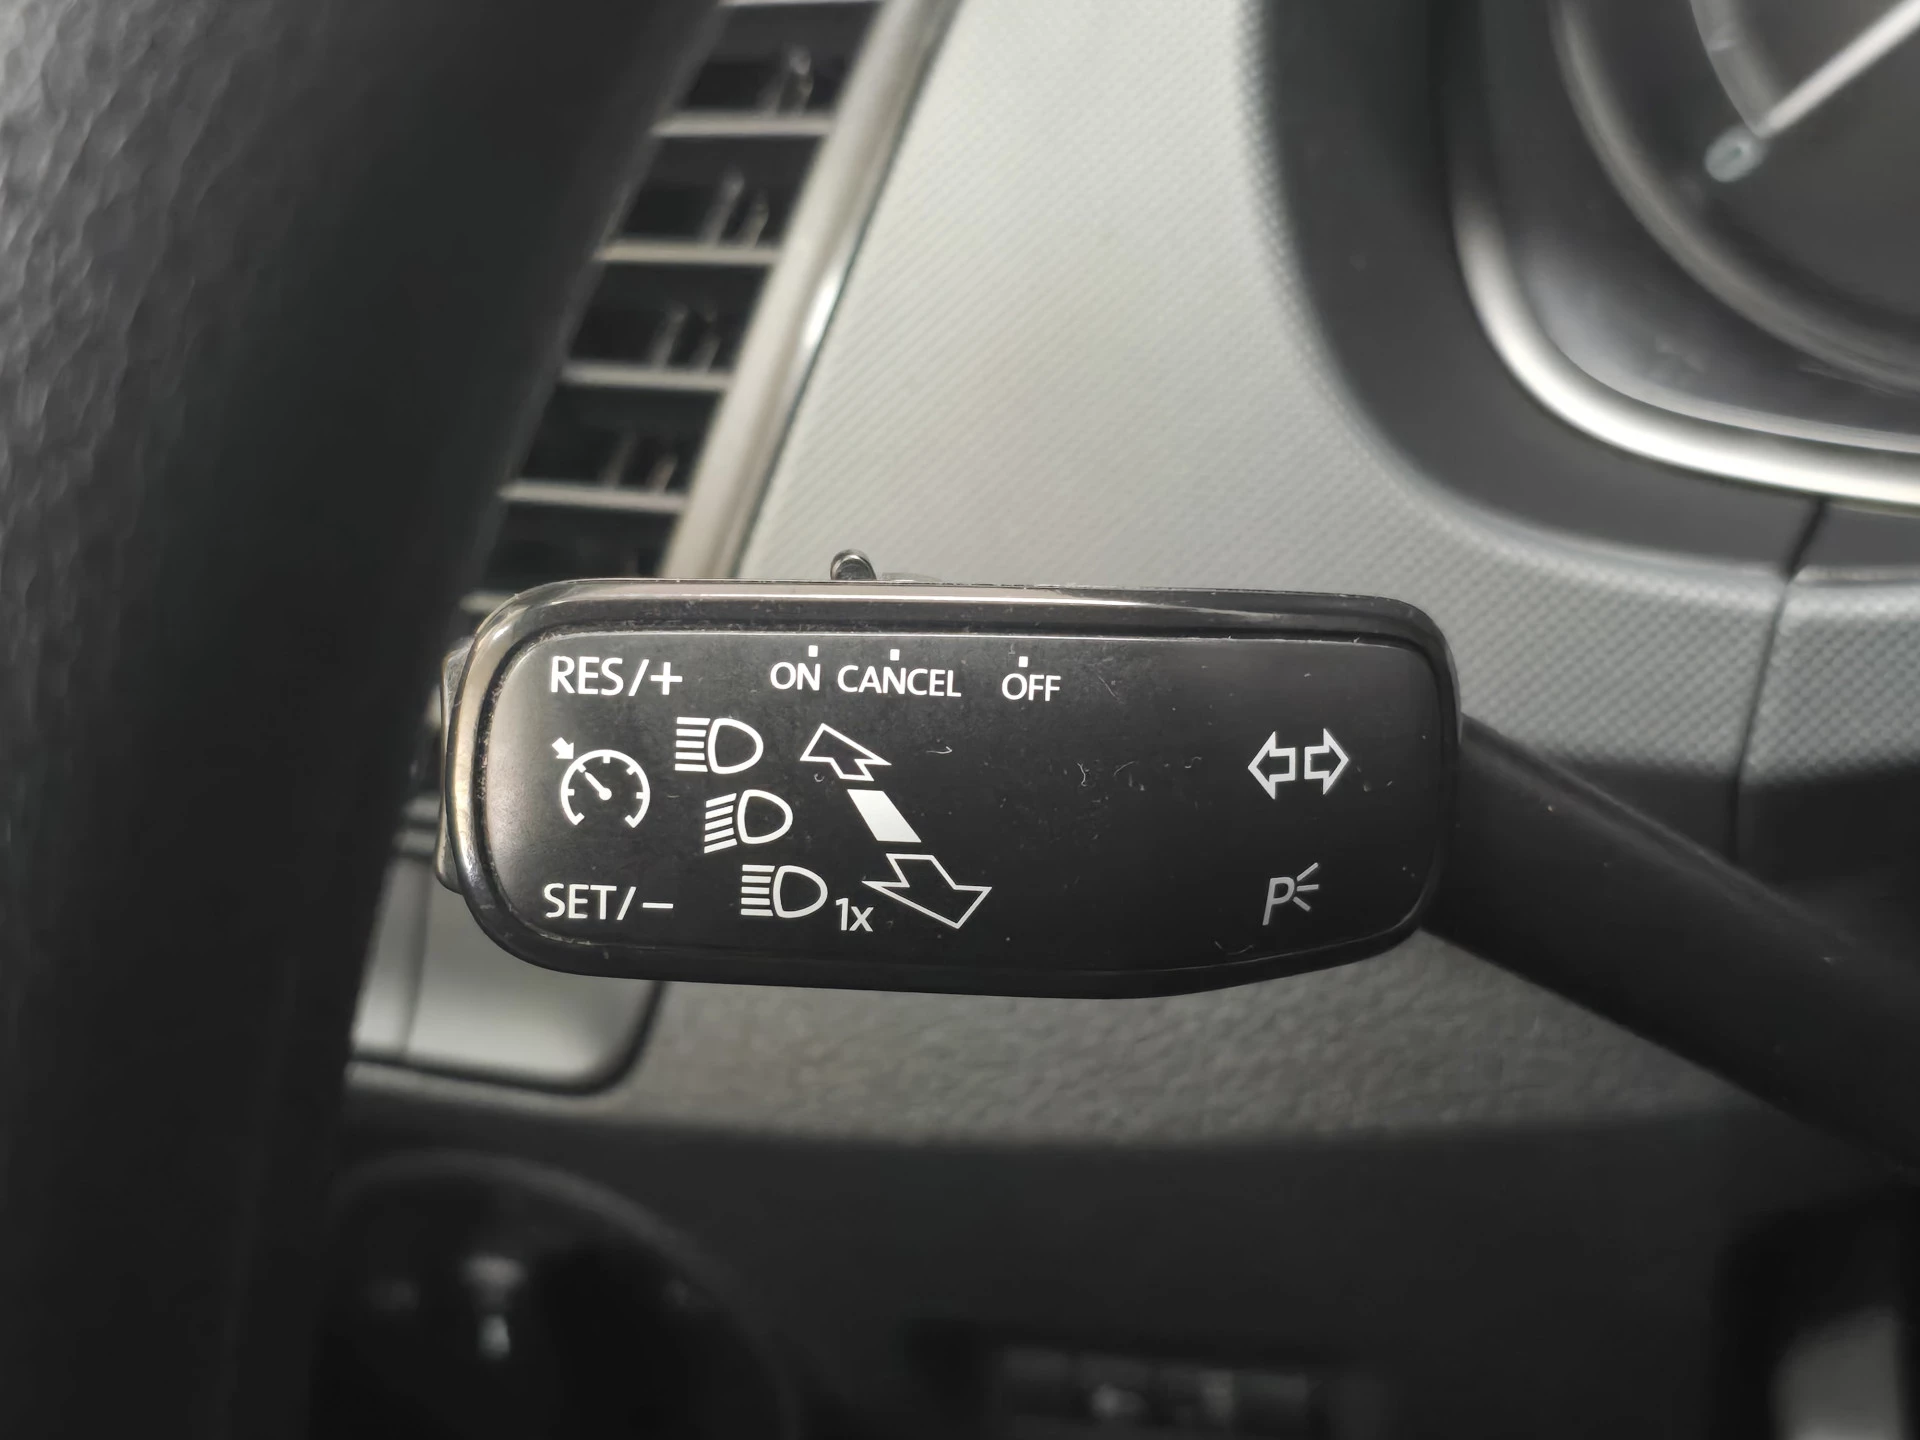 RES/+ ON CANCEL OFF
SET/− 1x
P